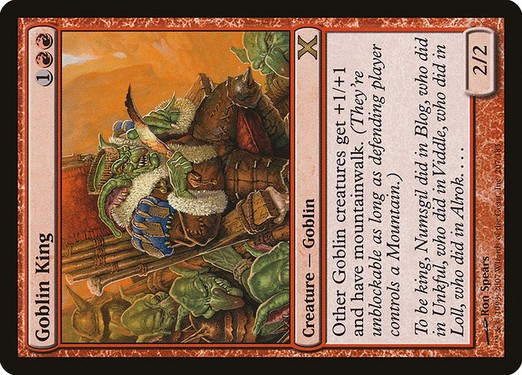 Goblin King
1
Creature — Goblin
Other Goblin creatures get +1/+1
and have mountainwalk. (They're
unblockable as long as defending player
controls a Mountain.)
To be king, Numsgil did in Blog, who did
in Unkful, who did in Viddle, who did in
Loll, who did in Alrok. . . .
2/2
Ron Spears